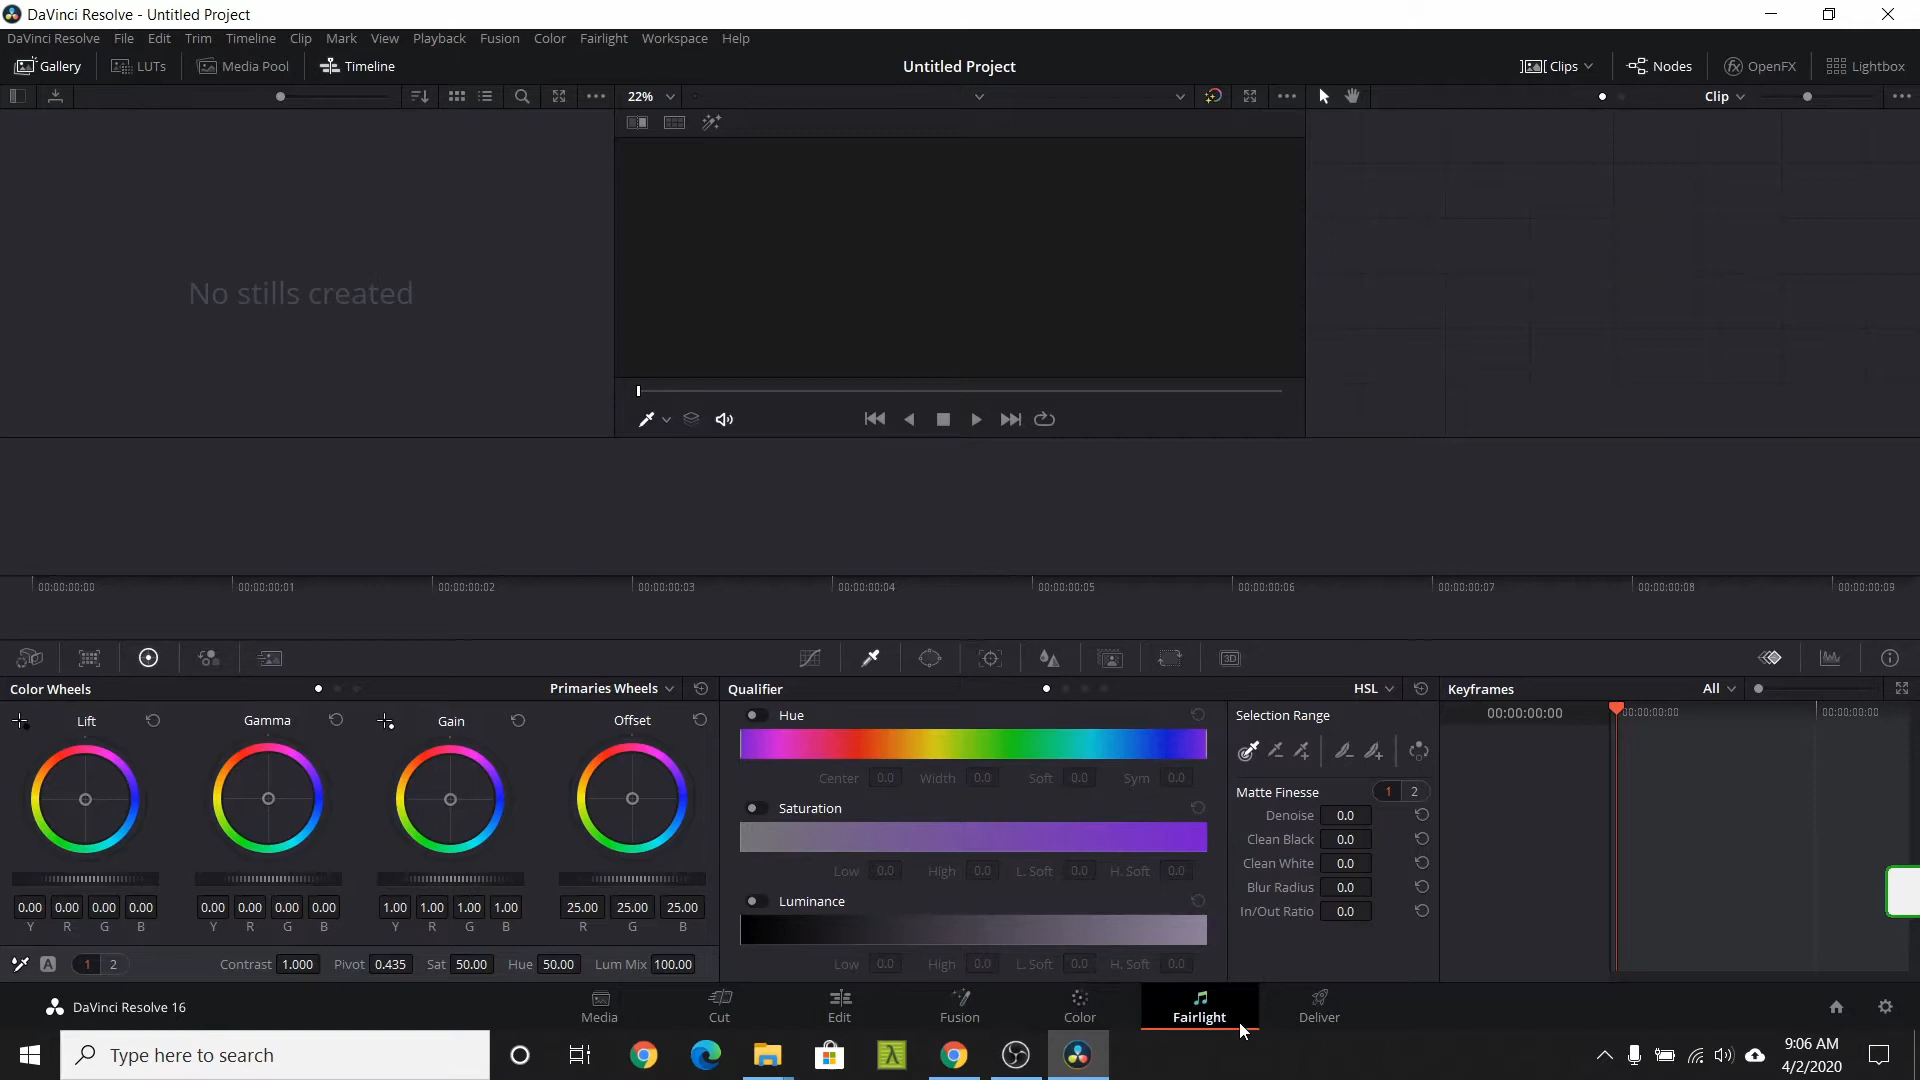 DaVinci Resolve - Untitled Project
DaVinci Resolve File Edit Trim Timeline Clip Mark View Playback Fusion Color Fairlight Workspace Help
Gallery LUTs Media Pool Timeline Untitled Project Clips Nodes OpenFX Lightbox
22% Clip
No stills created
00:00:00:00 00:00:00:01 00:00:00:02 00:00:00:03 00:00:00:04 00:00:00:05 00:00:00:06 00:00:00:07 00:00:00:08 00:00:00:09
3D
Color Wheels Primaries Wheels Qualifier HSL Keyframes All
Lift Gamma Gain Offset Hue Selection Range 00:00:00:00 00:00:00:00 00:00:00:00
Center 0.0 Width 0.0 Soft 0.0 Sym 0.0
Matte Finesse 1 2
Saturation Denoise 0.0
Clean Black 0.0
Clean White 0.0
Low 0.0 High 0.0 L. Soft 0.0 H. Soft 0.0
Blur Radius 0.0
Luminance In/Out Ratio 0.0
0.00 0.00 0.00 0.00 0.00 0.00 0.00 0.00 1.00 1.00 1.00 1.00 25.00 25.00 25.00
Y R G B Y R G B Y R G B R G B
A 1 2 Contrast 1.000 Pivot 0.435 Sat 50.00 Hue 50.00 Lum Mix 100.00 Low 0.0 High 0.0 L. Soft 0.0 H. Soft 0.0
DaVinci Resolve 16 Media Cut Edit Fusion Color Fairlight Deliver
Type here to search 9:06 AM
4/2/2020